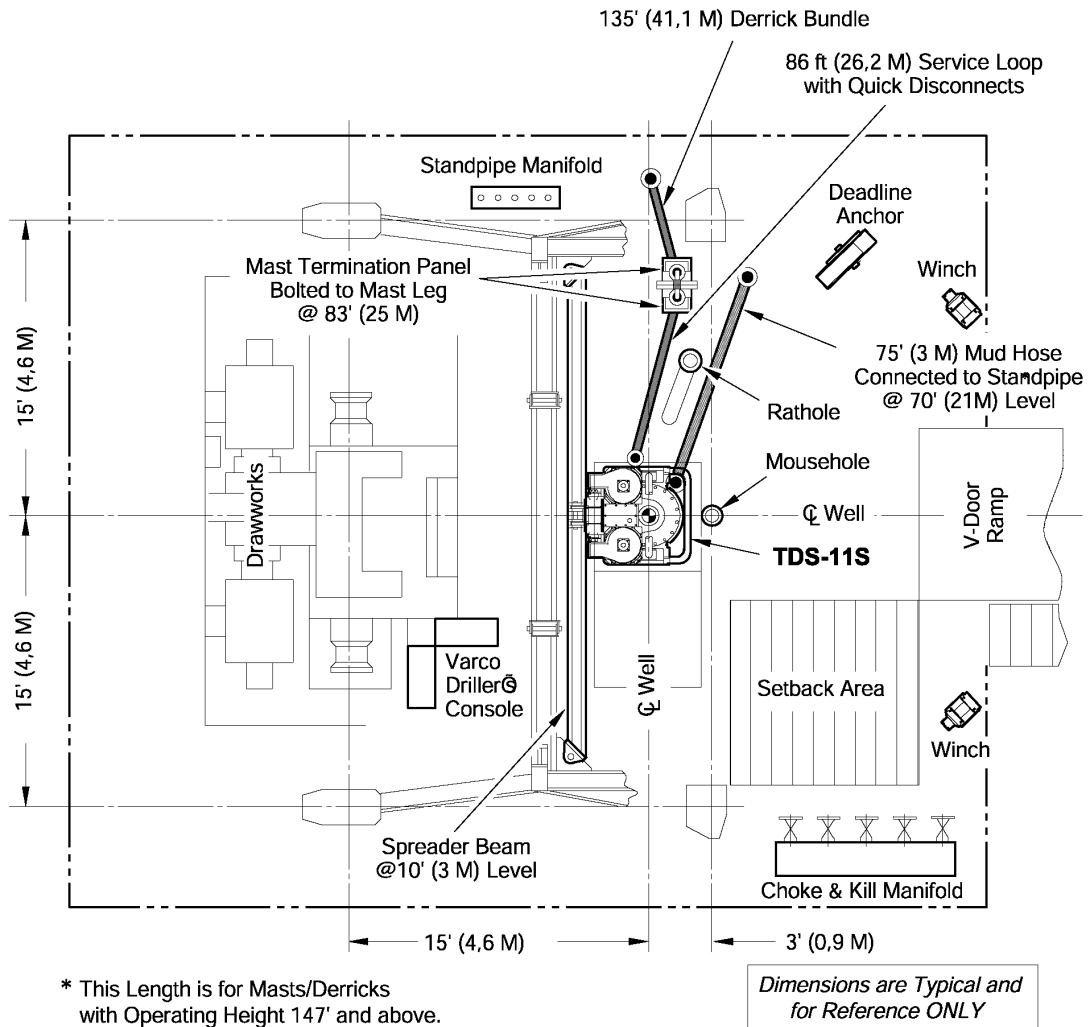 135' (41,1 M) Derrick Bundle
86 ft (26,2 M) Service Loop
with Quick Disconnects
Standpipe Manifold
Deadline
Anchor
Winch
Mast Termination Panel
Bolted to Mast Leg
@ 83' (25 M)
75' (3 M) Mud Hose
Connected to Standpipe
@ 70' (21M) Level
*
Rathole
Mousehole
15' (4,6 M)
15' (4,6 M)
Drawworks
℄ Well
TDS-11S
V-Door
Ramp
Varco
Driller's
Console
℄ Well
Setback Area
Winch
Spreader Beam
@10' (3 M) Level
Choke & Kill Manifold
15' (4,6 M)
3' (0,9 M)
* This Length is for Masts/Derricks
with Operating Height 147' and above.
Dimensions are Typical and
for Reference ONLY